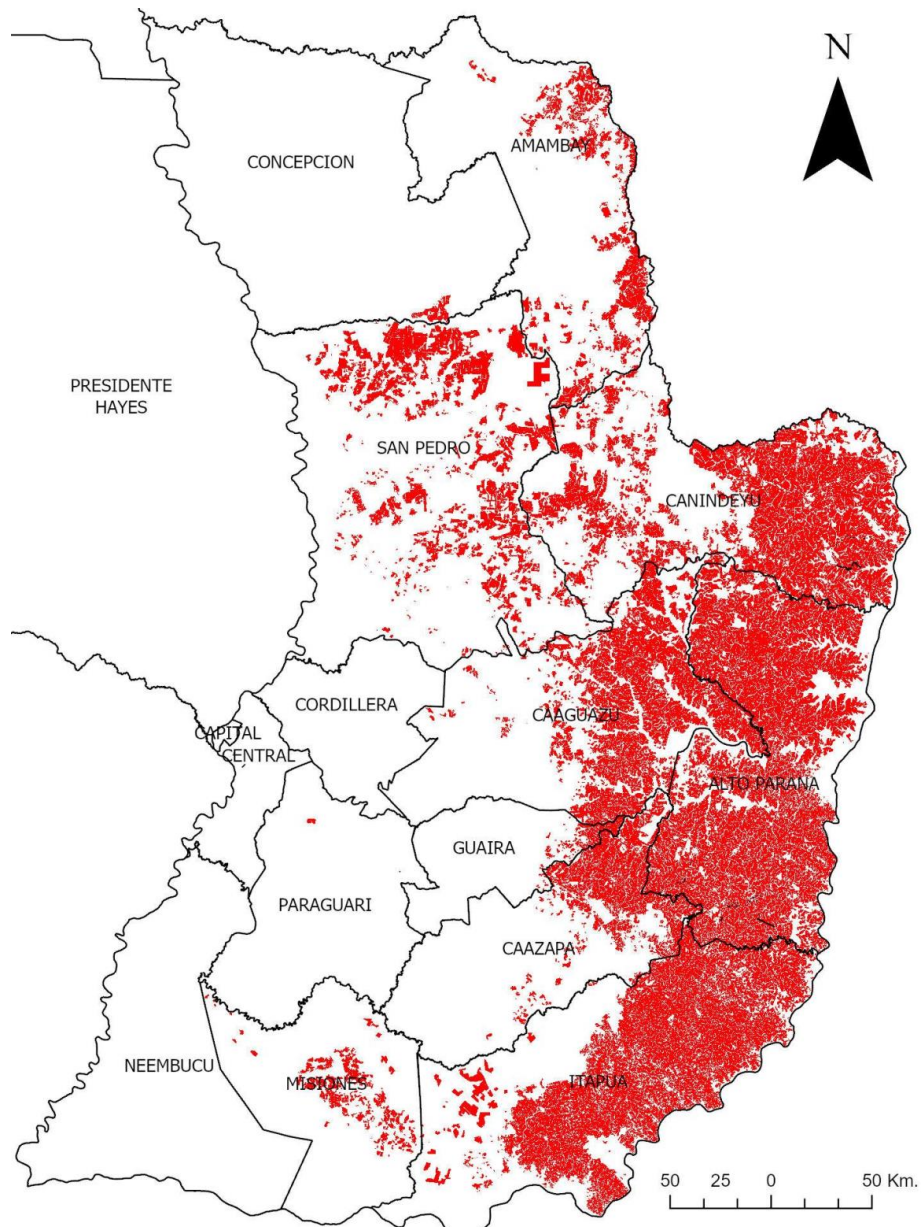 N
CONCEPCION
AMAMBAY
PRESIDENTE
HAYES
SAN PEDRO
CANINDEYU
CORDILLERA
CAAGUAZU
CAPITAL
CENTRAL
ALTO PARANA
GUAIRA
PARAGUARI
CAAZAPA
NEEMBUCU
MISIONES
ITAPUA
50 25 0 50 Km.